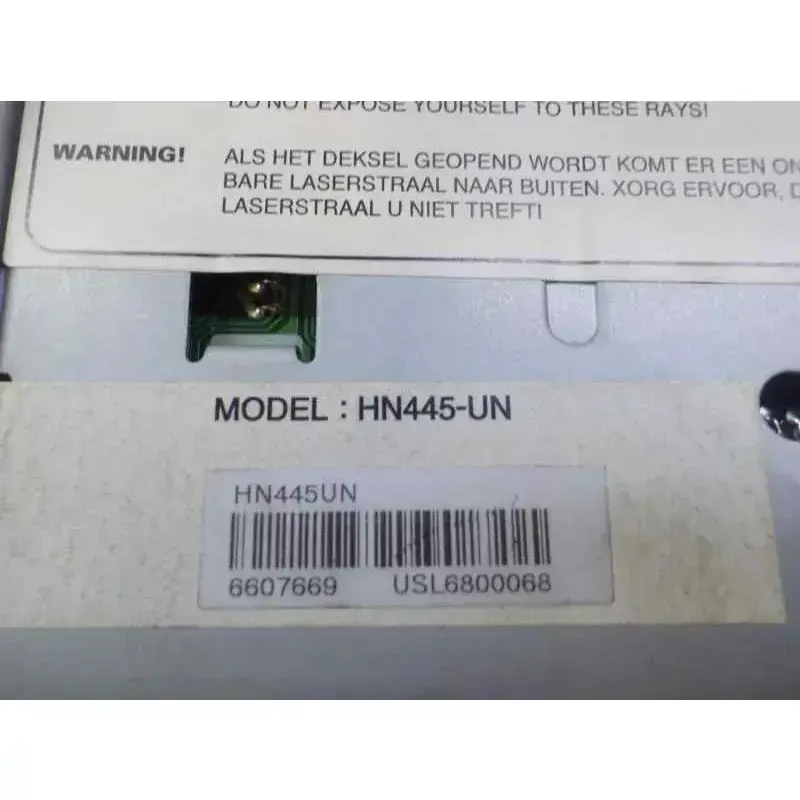 DO NOT EXPOSE YOURSELF TO THESE RAYS!
WARNING! ALS HET DEKSEL GEOPEND WORDT KOMT ER EEN ON
BARE LASERSTRAAL NAAR BUITEN. XORG ERVOOR, D
LASERSTRAAL U NIET TREFTI
MODEL : HN445-UN
HN445UN
6607669 USL6800068